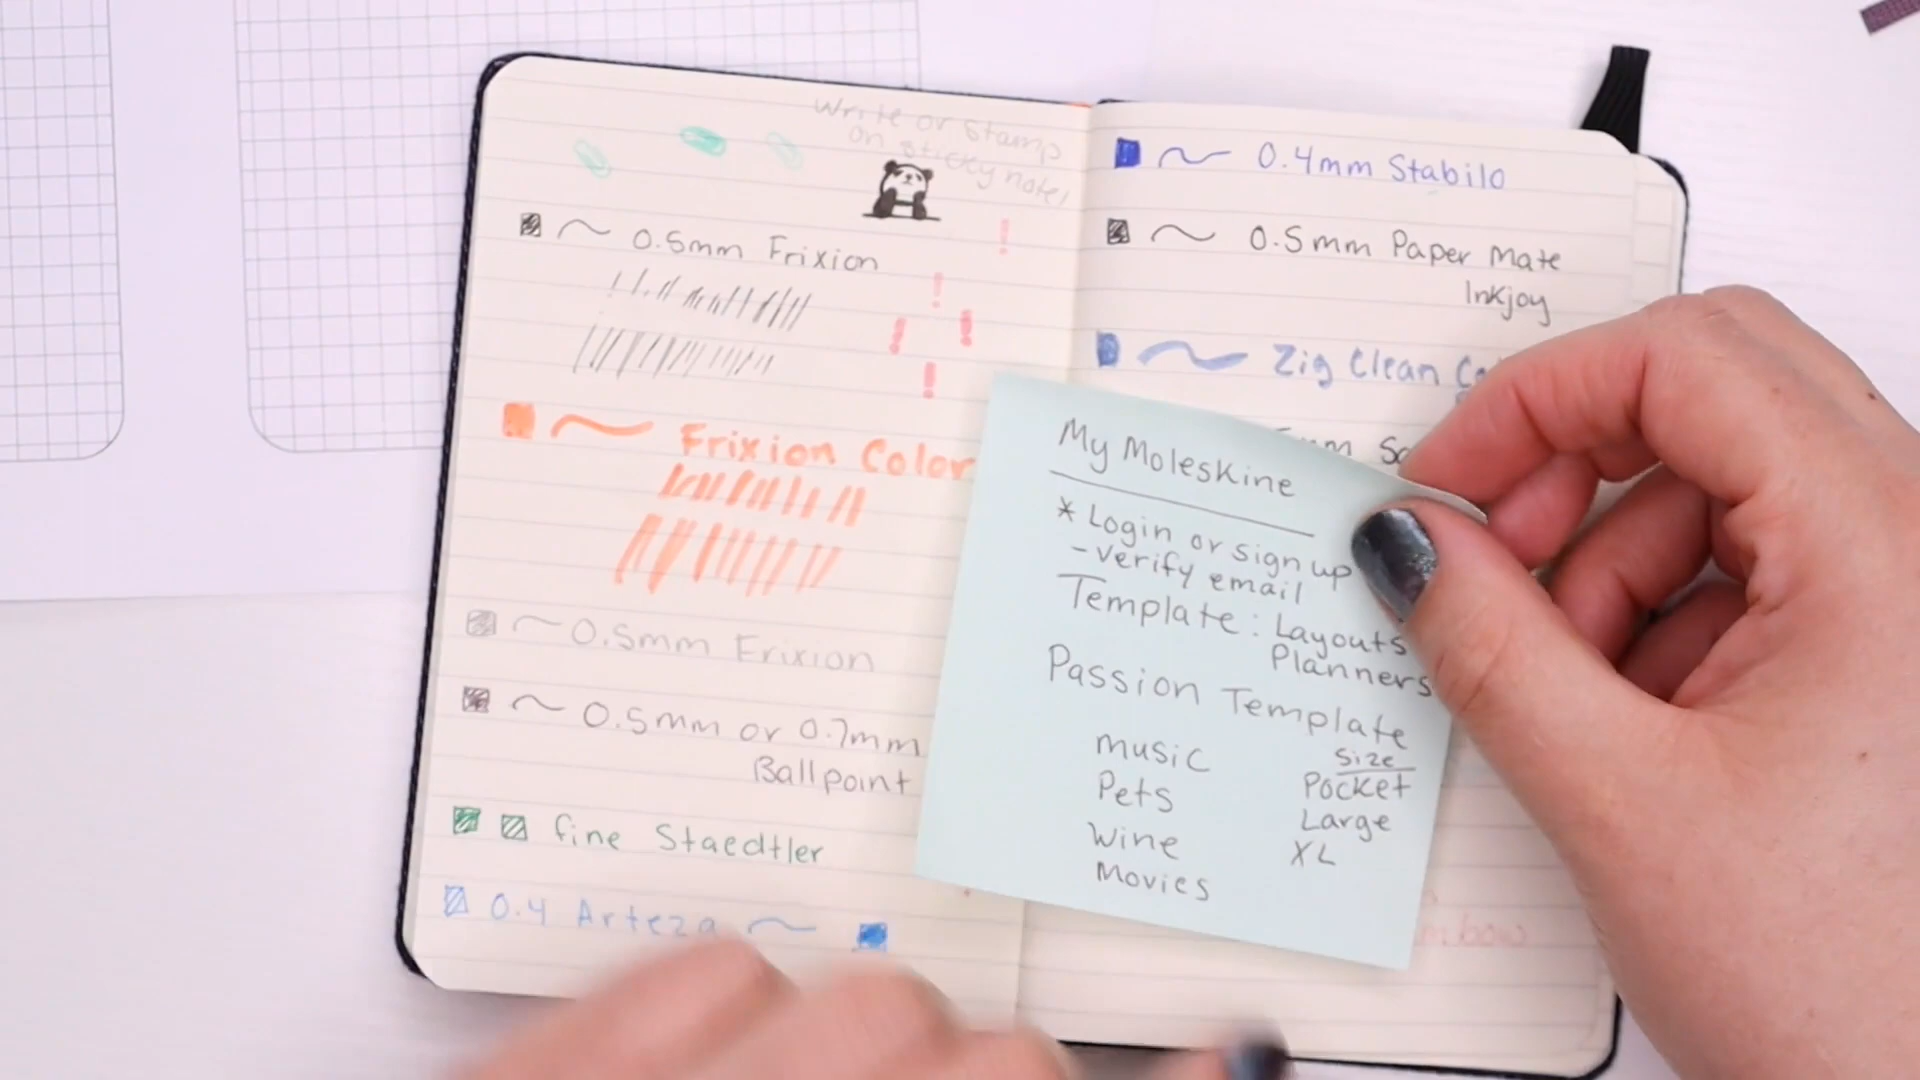 Write or stamp
on sticky note!
0.5mm Frixion
Frixion Color
0.5mm Frixion
0.5mm or 0.7mm
Ballpoint
fine Staedtler
0.4 Arteza
0.4mm Stabilo
0.5mm Paper Mate
Inkjoy
Zig Clean
My Moleskine
* Login or sign up
- verify email
Template: Layouts
Planners
Passion Template
music
Pets
Wine
Movies
Size
Pocket
Large
XL